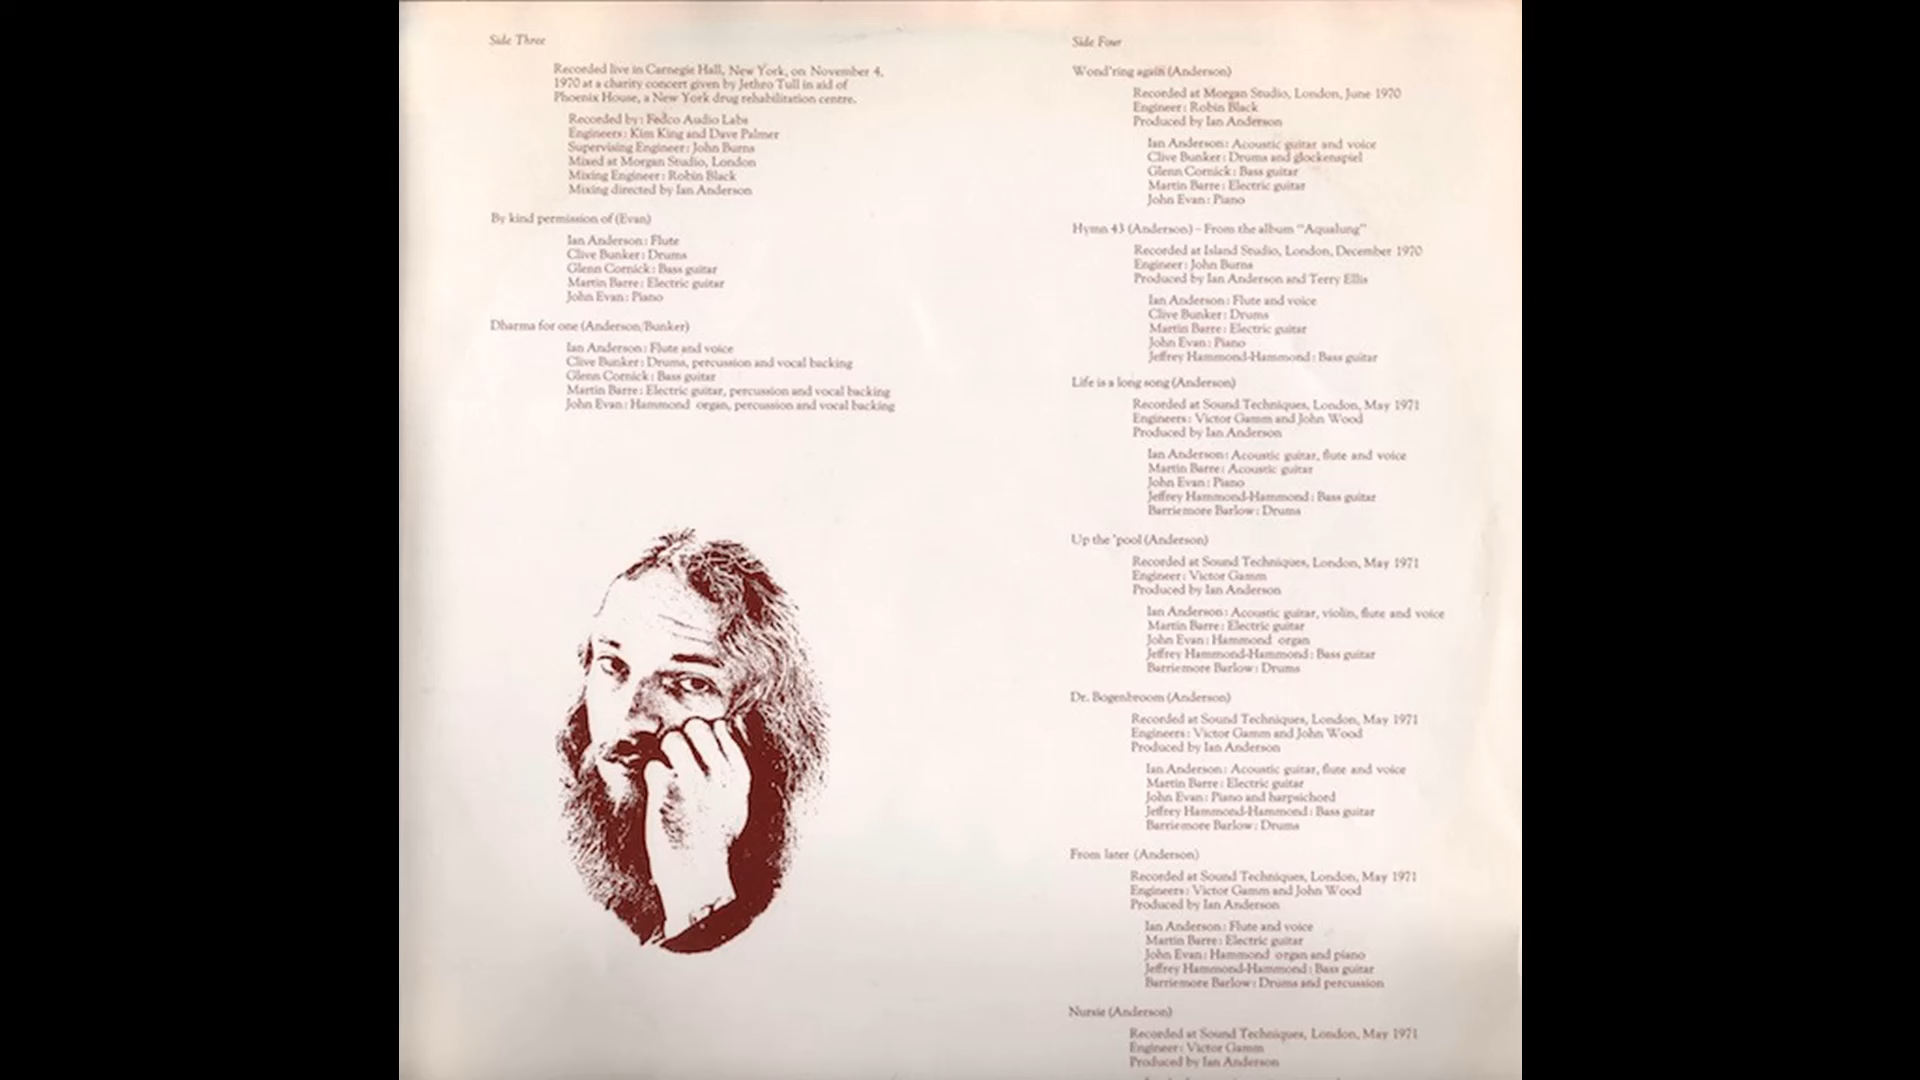 Side Three
Recorded live in Carnegie Hall, New York, on November 4,
1970 at a charity concert given by Jethro Tull in aid of
Phoenix House, a New York drug rehabilitation centre.
Recorded by: Fedco Audio Labs
Engineers: Kim King and Dave Palmer
Supervising Engineer: John Burns
Mixed at Morgan Studio, London
Mixing Engineer: Robin Black
Mixing directed by Ian Anderson
By kind permission of (Evan)
Ian Anderson: Flute
Clive Bunker: Drums
Glenn Cornick: Bass guitar
Martin Barre: Electric guitar
John Evan: Piano
Dharma for one (Anderson/Bunker)
Ian Anderson: Flute and voice
Clive Bunker: Drums, percussion and vocal backing
Glenn Cornick: Bass guitar
Martin Barre: Electric guitar, percussion and vocal backing
John Evan: Hammond organ, percussion and vocal backing
Side Four
Wond'ring again (Anderson)
Recorded at Morgan Studio, London, June 1970
Engineer: Robin Black
Produced by Ian Anderson
Ian Anderson: Acoustic guitar and voice
Clive Bunker: Drums and glockenspiel
Glenn Cornick: Bass guitar
Martin Barre: Electric guitar
John Evan: Piano
Hymn 43 (Anderson) - From the album "Aqualung"
Recorded at Island Studio, London, December 1970
Engineer: John Burns
Produced by Ian Anderson and Terry Ellis
Ian Anderson: Flute and voice
Clive Bunker: Drums
Martin Barre: Electric guitar
John Evan: Piano
Jeffrey Hammond-Hammond: Bass guitar
Life is a long song (Anderson)
Recorded at Sound Techniques, London, May 1971
Engineers: Victor Gamm and John Wood
Produced by Ian Anderson
Ian Anderson: Acoustic guitar, flute and voice
Martin Barre: Acoustic guitar
John Evan: Piano
Jeffrey Hammond-Hammond: Bass guitar
Barriemore Barlow: Drums
Up the 'pool (Anderson)
Recorded at Sound Techniques, London, May 1971
Engineer: Victor Gamm
Produced by Ian Anderson
Ian Anderson: Acoustic guitar, violin, flute and voice
Martin Barre: Electric guitar
John Evan: Hammond organ
Jeffrey Hammond-Hammond: Bass guitar
Barriemore Barlow: Drums
Dr. Bogenbroom (Anderson)
Recorded at Sound Techniques, London, May 1971
Engineers: Victor Gamm and John Wood
Produced by Ian Anderson
Ian Anderson: Acoustic guitar, flute and voice
Martin Barre: Electric guitar
John Evan: Piano and harpsichord
Jeffrey Hammond-Hammond: Bass guitar
Barriemore Barlow: Drums
From later (Anderson)
Recorded at Sound Techniques, London, May 1971
Engineers: Victor Gamm and John Wood
Produced by Ian Anderson
Ian Anderson: Flute and voice
Martin Barre: Electric guitar
John Evan: Hammond organ and piano
Jeffrey Hammond-Hammond: Bass guitar
Barriemore Barlow: Drums and percussion
Nursie (Anderson)
Recorded at Sound Techniques, London, May 1971
Engineer: Victor Gamm
Produced by Ian Anderson